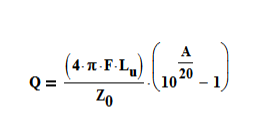 Q = (4·π·F·L_u) / Z_0 · (10^(A/20) − 1)